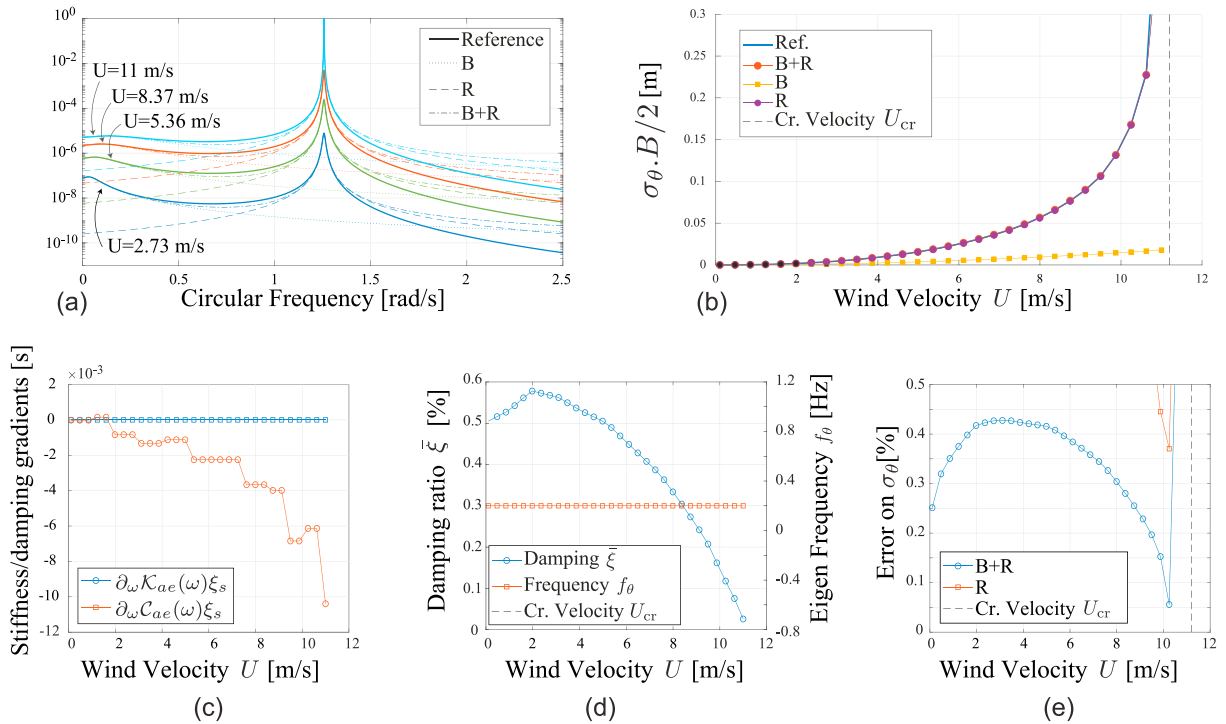 10⁰
10⁻²
10⁻⁴
10⁻⁶
10⁻⁸
10⁻¹⁰
U=11 m/s
U=8.37 m/s
U=5.36 m/s
U=2.73 m/s
Reference
B
R
B+R
0 0.5 1 1.5 2 2.5
Circular Frequency [rad/s]
(a)
σ_θ.B/2 [m]
0.3
0.25
0.2
0.15
0.1
0.05
0
Ref.
B+R
B
R
Cr. Velocity U_cr
0 2 4 6 8 10 12
Wind Velocity U [m/s]
(b)
Stiffness/damping gradients [s]
×10⁻³
2
0
-2
-4
-6
-8
-10
-12
∂_ω𝒦_ae(ω)ξ_s
∂_ω𝒞_ae(ω)ξ_s
0 2 4 6 8 10 12
Wind Velocity U [m/s]
(c)
Damping ratio ξ̄ [%]
0.6
0.5
0.4
0.3
0.2
0.1
0
Damping ξ̄
Frequency f_θ
Cr. Velocity U_cr
1.2
0.8
0.4
0.2
0
-0.4
-0.8
Eigen Frequency f_θ [Hz]
0 2 4 6 8 10 12
Wind Velocity U [m/s]
(d)
Error on σ_θ[%]
0.5
0.4
0.3
0.2
0.4
0
B+R
R
Cr. Velocity U_cr
0 2 4 6 8 10 12
Wind Velocity U [m/s]
(e)